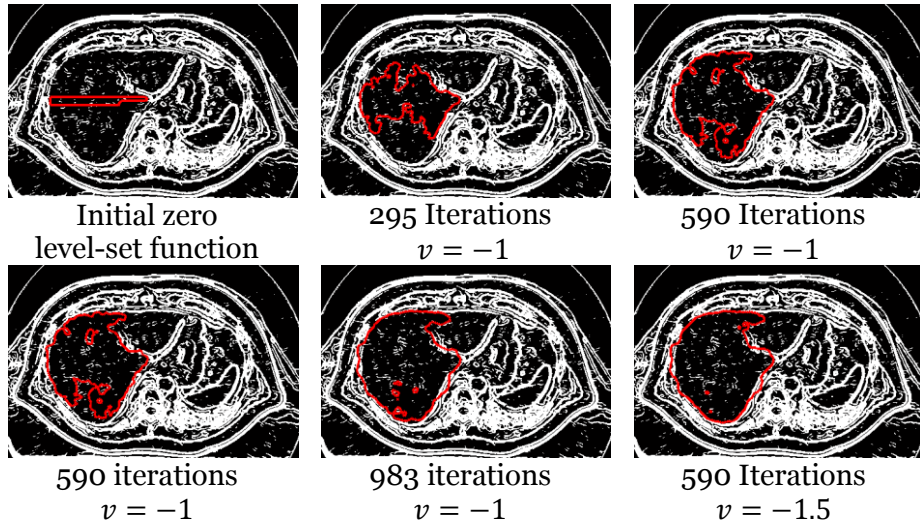 Initial zero
level-set function
295 Iterations
𝑣 = −1
590 Iterations
𝑣 = −1
590 iterations
𝑣 = −1
983 iterations
𝑣 = −1
590 Iterations
𝑣 = −1.5